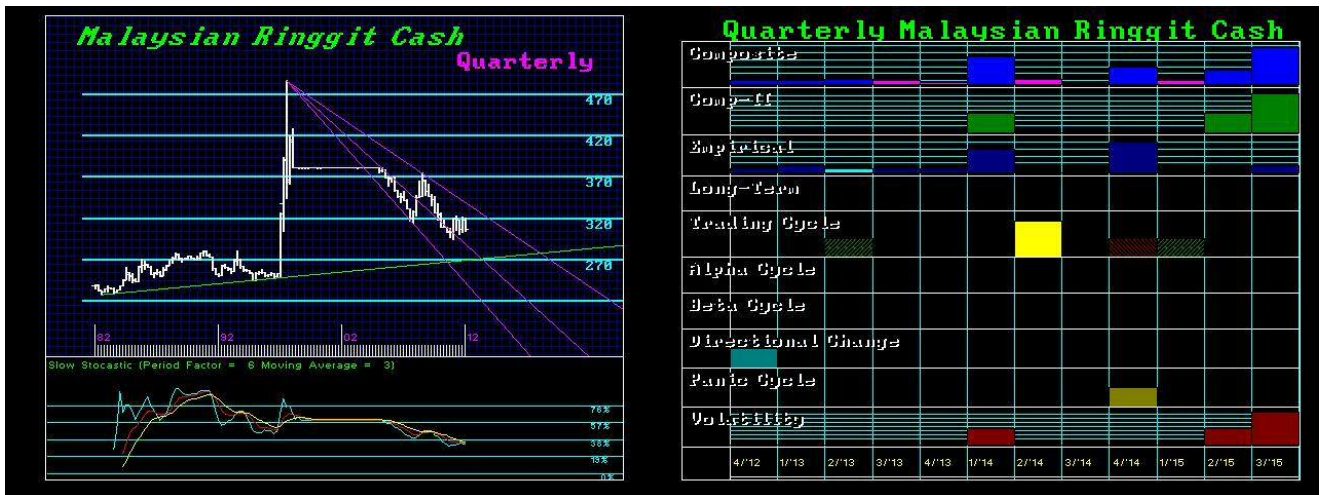 Malaysian Ringgit Cash
Quarterly
470
420
370
320
270
82 92 02 12
Slow Stocastic (Period Factor = 6 Moving Average = 3)
76%
57%
38%
13%
0%
Quarterly Malaysian Ringgit Cash
Composite
Comp-II
Empirical
Long-Term
Trading Cycle
Alpha Cycle
Beta Cycle
Directional Change
Panic Cycle
Volatility
4/'12 1/'13 2/'13 3/'13 4/'13 1/'14 2/'14 3/'14 4/'14 1/'15 2/'15 3/'15